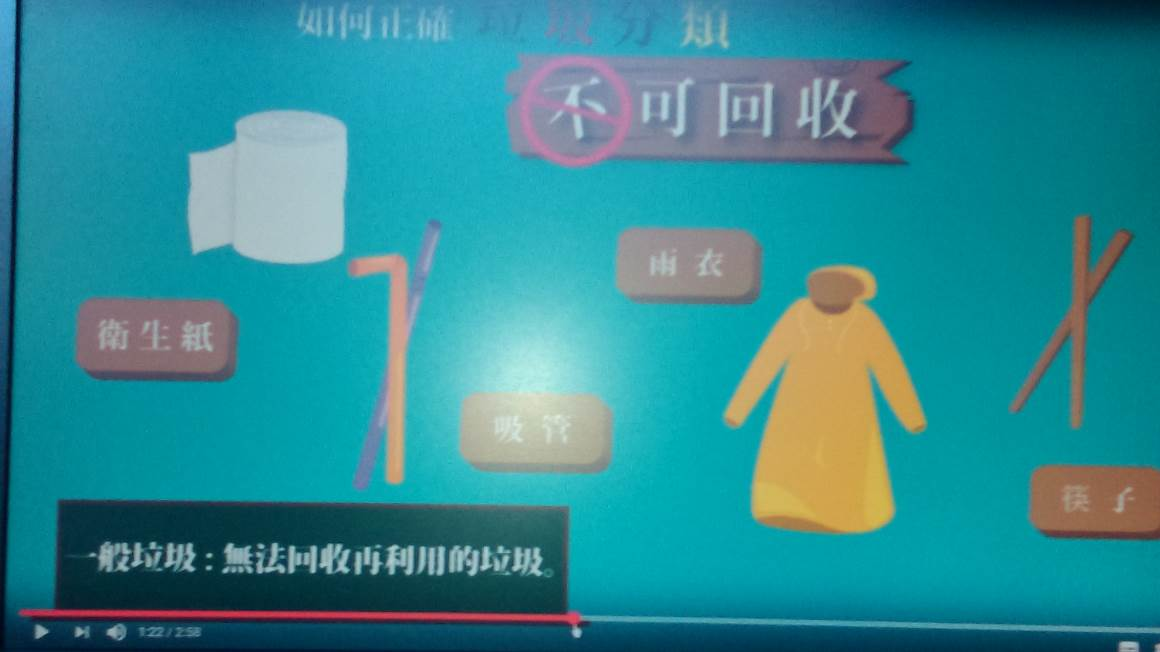 如何正確 垃圾分類
不可回收
雨衣
衛生紙
吸管
筷子
一般垃圾：無法回收再利用的垃圾。
1:22 / 2:58